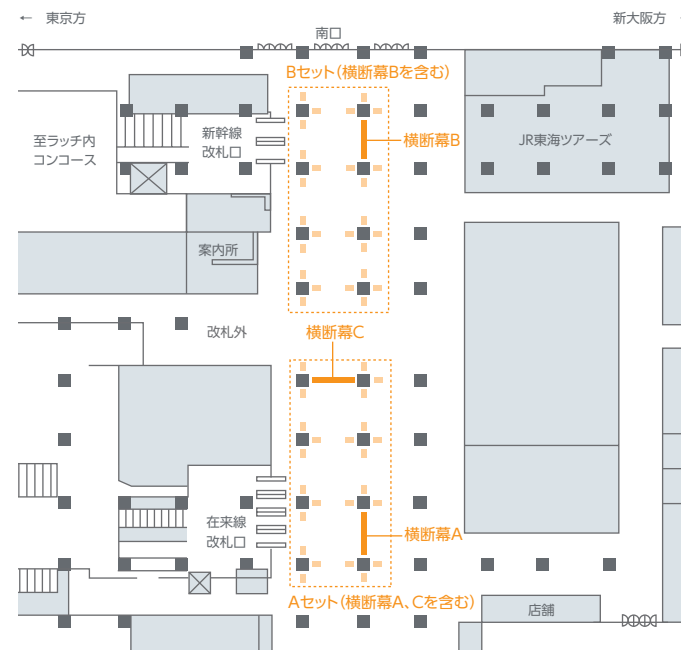 ← 東京方
新大阪方
南口
Bセット(横断幕Bを含む)
至ラッチ内
コンコース
新幹線
改札口
横断幕B
JR東海ツアーズ
案内所
改札外
横断幕C
在来線
改札口
横断幕A
Aセット(横断幕A、Cを含む)
店舗